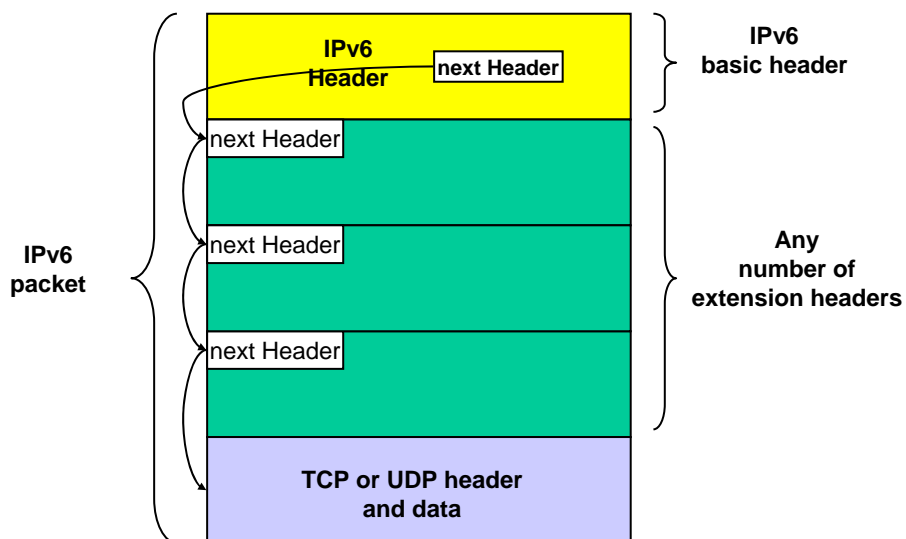 IPv6
Header
next Header
IPv6
basic header
next Header
next Header
next Header
IPv6
packet
Any
number of
extension headers
TCP or UDP header
and data